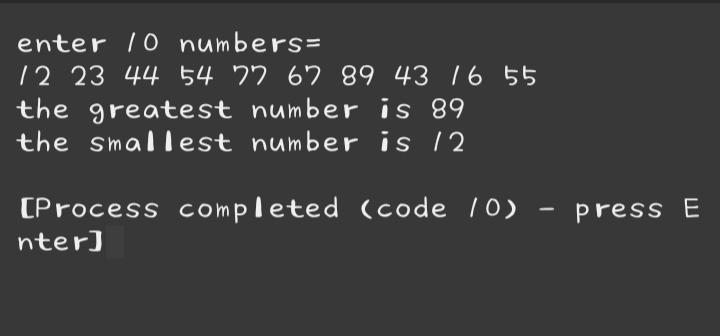 enter 10 numbers=
12 23 44 54 77 67 89 43 16 55
the greatest number is 89
the smallest number is 12
[Process completed (code 10) - press E
nter]